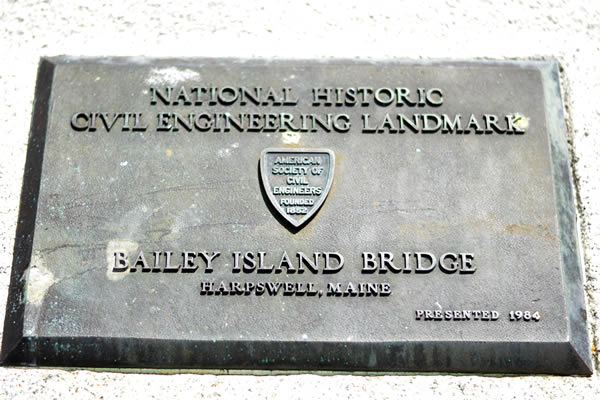 NATIONAL HISTORIC
CIVIL ENGINEERING LANDMARK
AMERICAN
SOCIETY OF
CIVIL
ENGINEERS
FOUNDED
1852
BAILEY ISLAND BRIDGE
HARPSWELL, MAINE
PRESENTED 1984